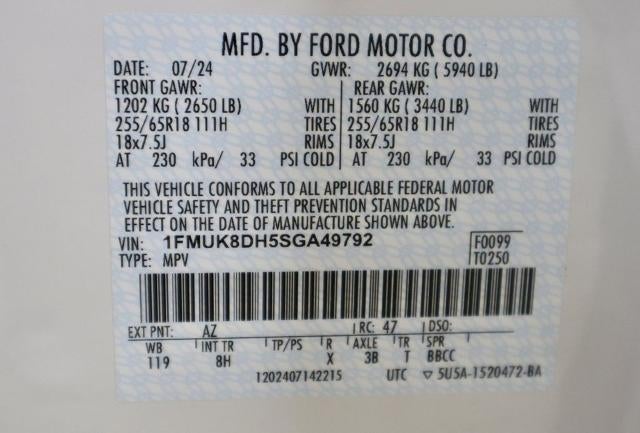 MFD. BY FORD MOTOR CO.
DATE: 07/24 GVWR: 2694 KG ( 5940 LB)
FRONT GAWR: REAR GAWR:
1202 KG ( 2650 LB) WITH 1560 KG ( 3440 LB) WITH
255/65R18 111H TIRES 255/65R18 111H TIRES
18x7.5J RIMS 18x7.5J RIMS
AT 230 kPa/ 33 PSI COLD AT 230 kPa/ 33 PSI COLD
THIS VEHICLE CONFORMS TO ALL APPLICABLE FEDERAL MOTOR
VEHICLE SAFETY AND THEFT PREVENTION STANDARDS IN
EFFECT ON THE DATE OF MANUFACTURE SHOWN ABOVE.
VIN: 1FMUK8DH5SGA49792 F0099
TYPE: MPV T0250
EXT PNT: AZ RC: 47 DSO:
WB INT TR TP/PS R AXLE TR SPR
119 8H X 3B T BBCC
1202407142215 UTC ▽ 5U5A-1520472-BA